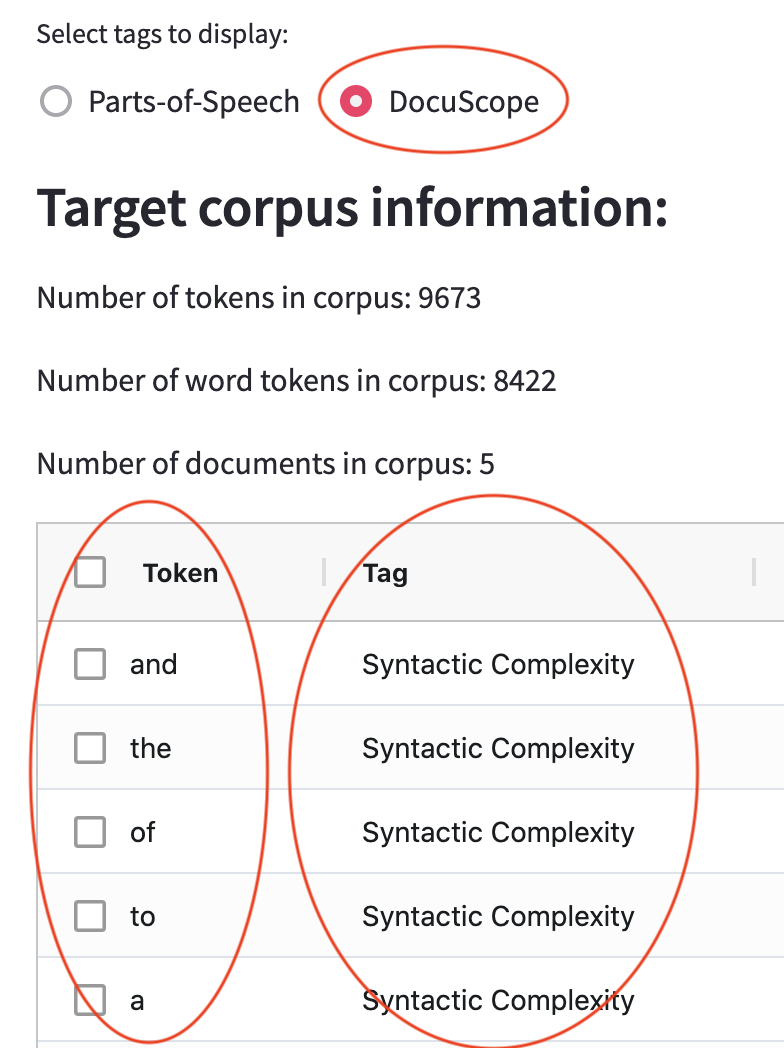 Select tags to display:
Parts-of-Speech DocuScope
Target corpus information:
Number of tokens in corpus: 9673
Number of word tokens in corpus: 8422
Number of documents in corpus: 5
Token Tag
and Syntactic Complexity
the Syntactic Complexity
of Syntactic Complexity
to Syntactic Complexity
a Syntactic Complexity